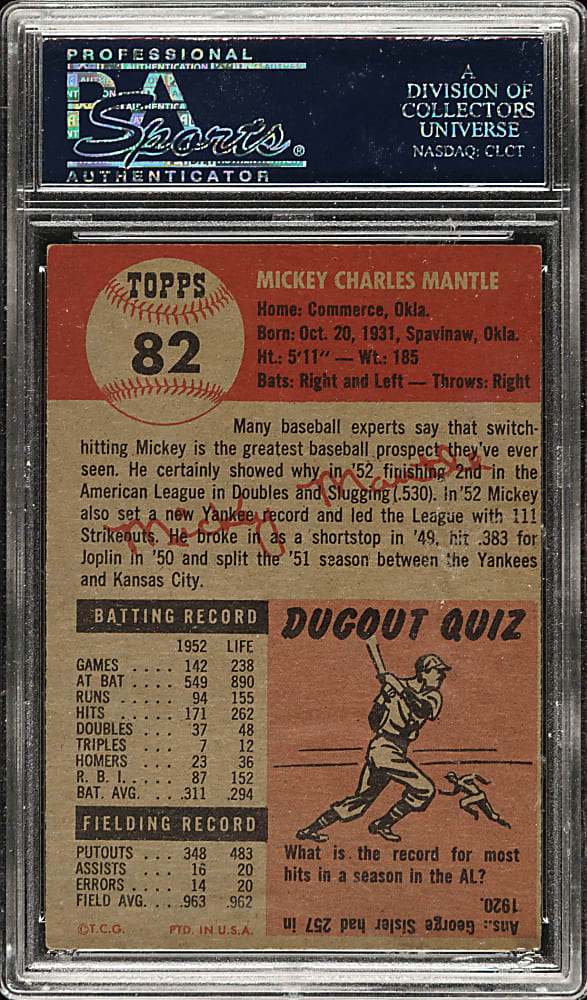 PROFESSIONAL
PSA
Sports®
AUTHENTICATOR
A
DIVISION OF
COLLECTORS
UNIVERSE
NASDAQ: CLCT
TOPPS
82
MICKEY CHARLES MANTLE
Home: Commerce, Okla.
Born: Oct. 20, 1931, Spavinaw, Okla.
Ht.: 5'11" — Wt.: 185
Bats: Right and Left — Throws: Right
Many baseball experts say that switch-
hitting Mickey is the greatest baseball prospect they've ever
seen. He certainly showed why in '52 finishing 2nd in the
American League in Doubles and Slugging (.530). In '52 Mickey
also set a new Yankee record and led the League with 111
Strikeouts. He broke in as a shortstop in '49, hit .383 for
Joplin in '50 and split the '51 season between the Yankees
and Kansas City.
Mickey Mantle
BATTING RECORD
1952 LIFE
GAMES .... 142 238
AT BAT .... 549 890
RUNS .... 94 155
HITS .... 171 262
DOUBLES ... 37 48
TRIPLES ... 7 12
HOMERS ... 23 36
R. B. I. .... 87 152
BAT. AVG. ... .311 .294
FIELDING RECORD
PUTOUTS ... 348 483
ASSISTS ... 16 20
ERRORS .... 14 20
FIELD AVG. ... .963 .962
©T.C.G. PTD. IN U.S.A.
DUGOUT QUIZ
What is the record for most
hits in a season in the AL?
Ans.: George Sisler had 257 in
1920.